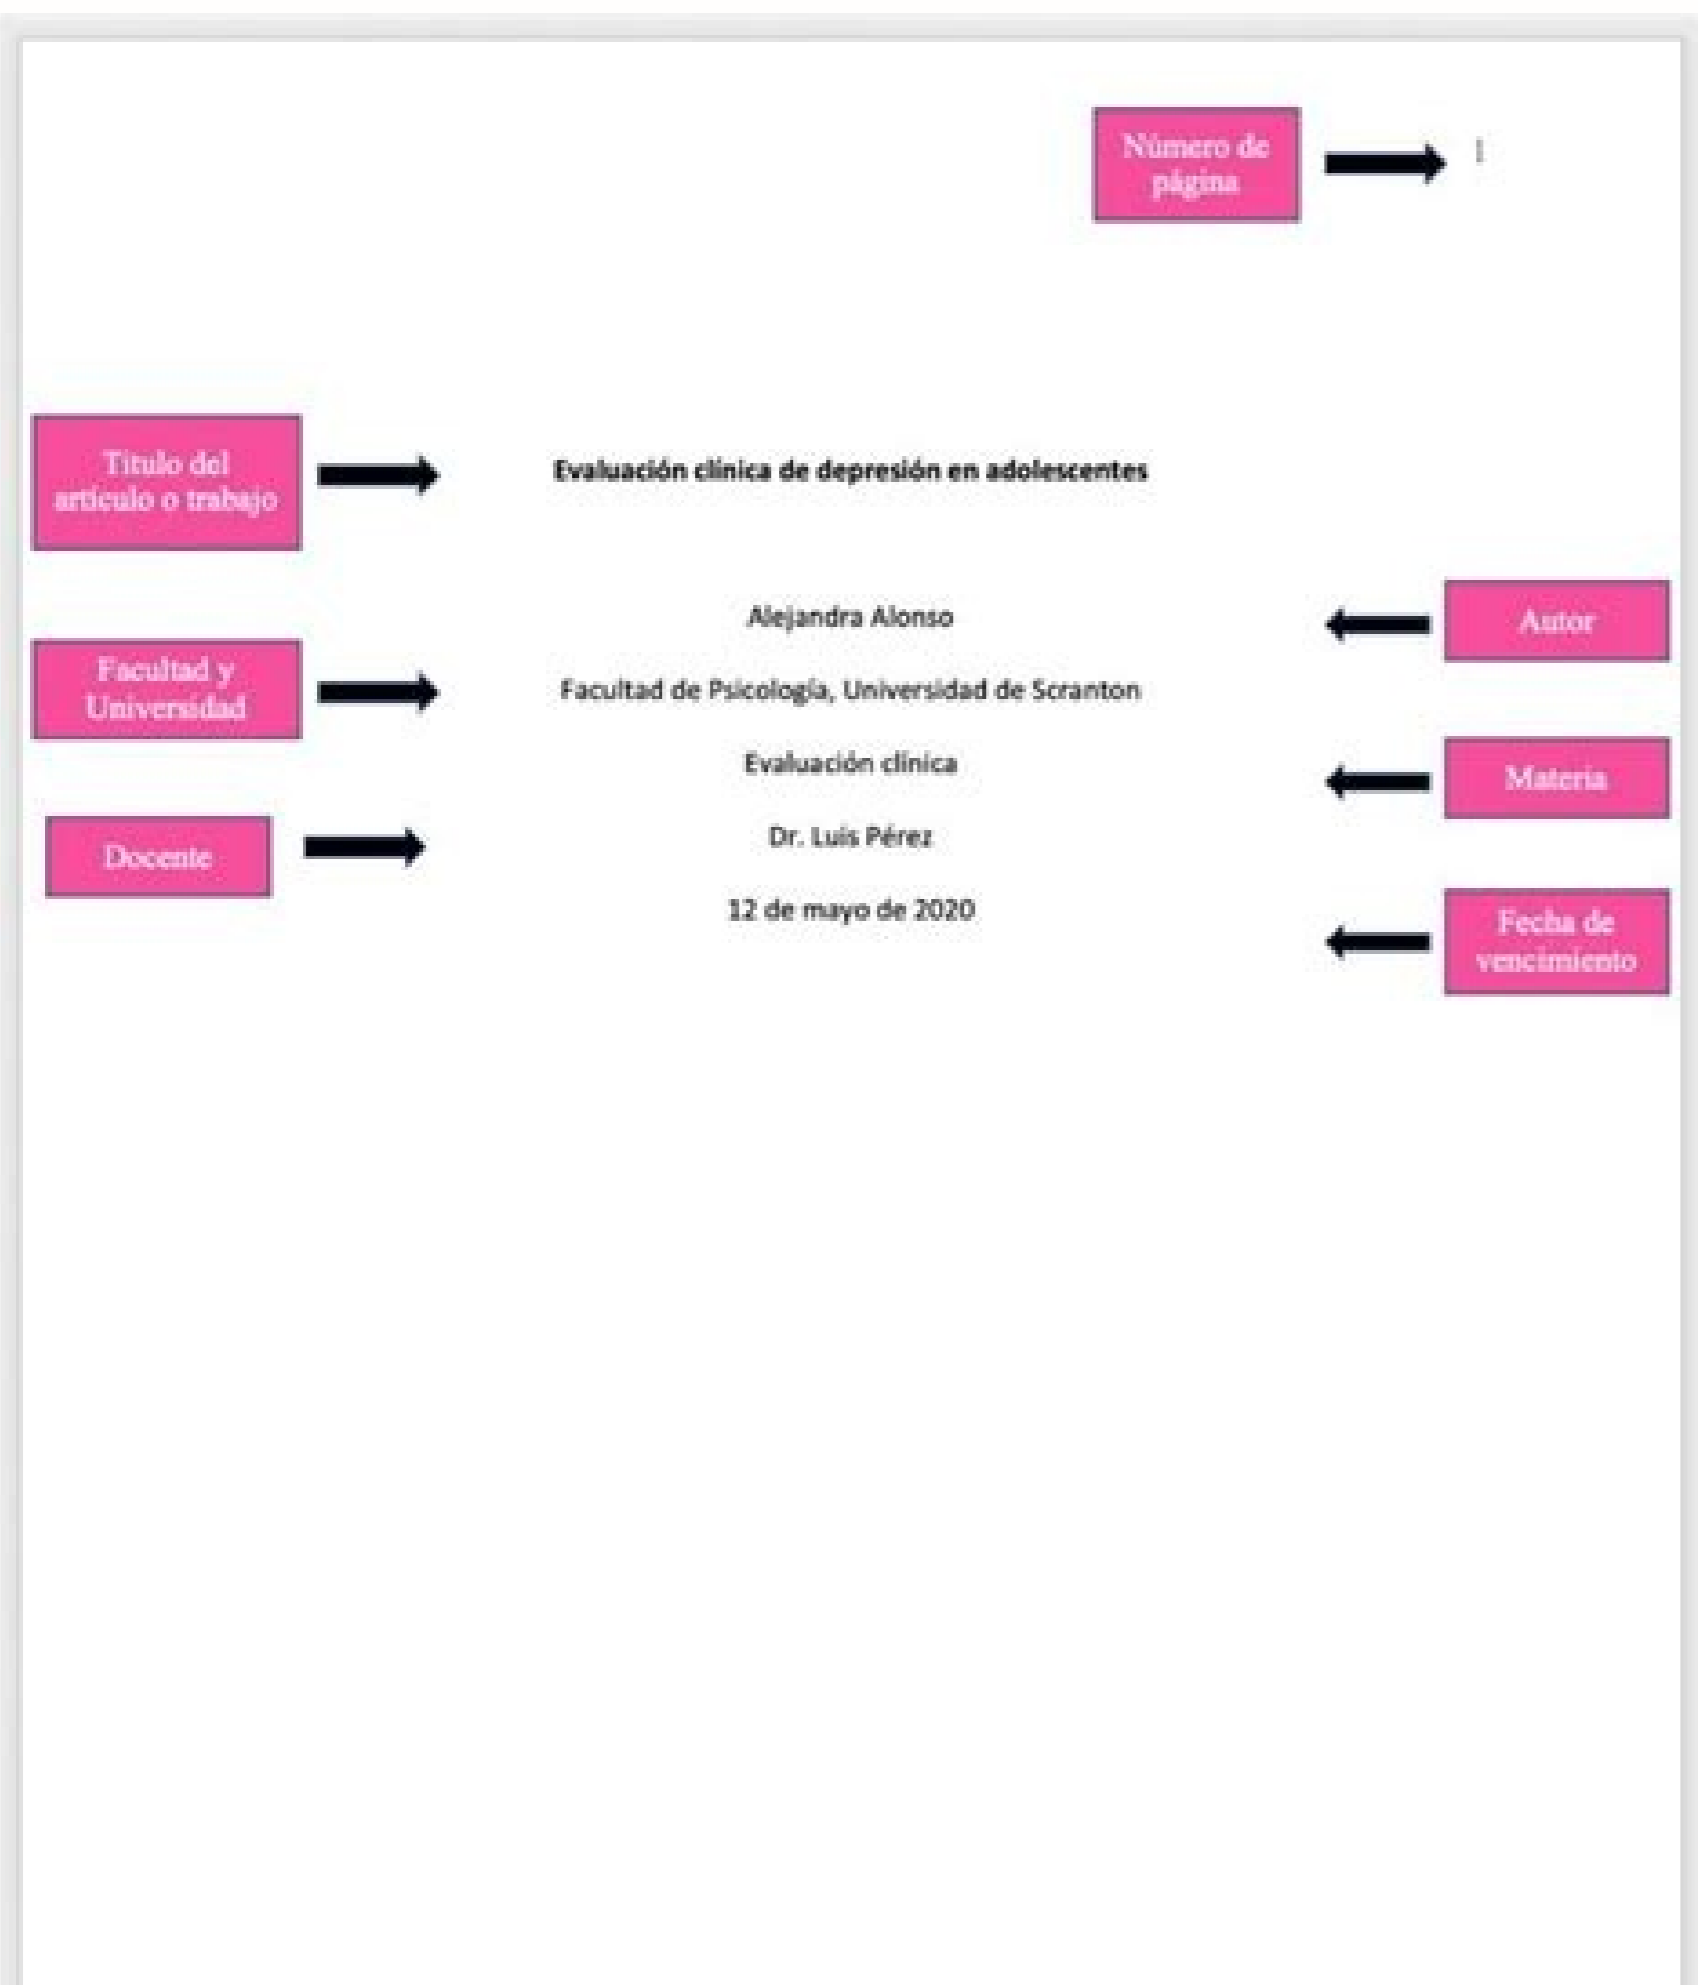 Número de
página
1
Título del
artículo o trabajo
Evaluación clínica de depresión en adolescentes
Alejandra Alonso
Autor
Facultad y
Universidad
Facultad de Psicología, Universidad de Scranton
Evaluación clínica
Materia
Docente
Dr. Luis Pérez
12 de mayo de 2020
Fecha de
vencimiento